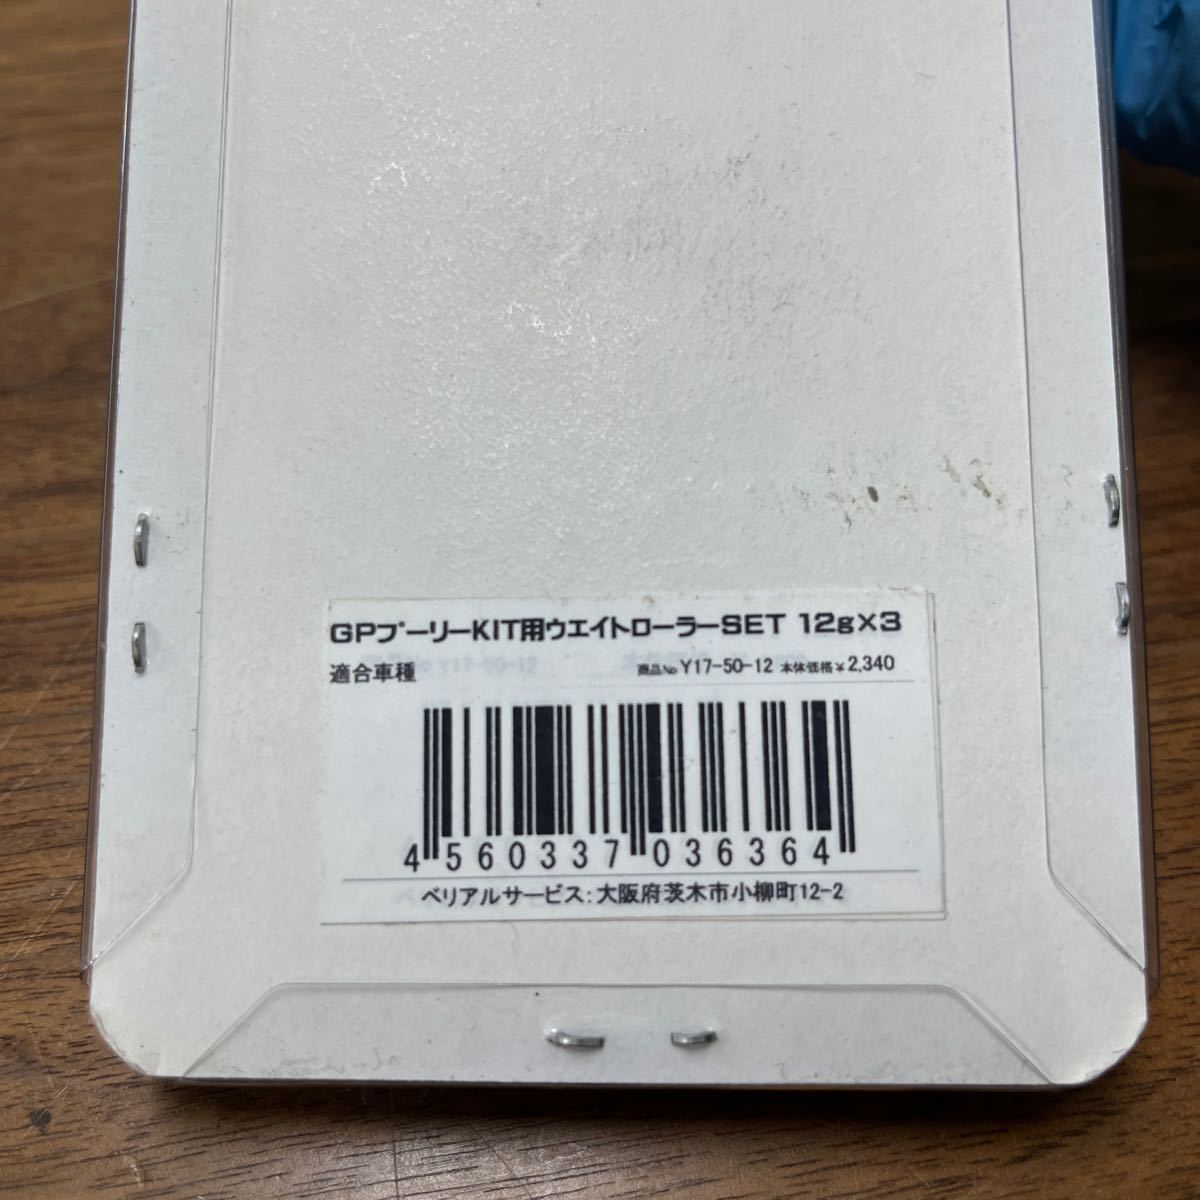 GPプーリーKIT用ウエイトローラーSET 12g×3
適合車種 商品No Y17-50-12 本体価格¥2,340
4 560337 036364
ベリアルサービス:大阪府茨木市小柳町12-2